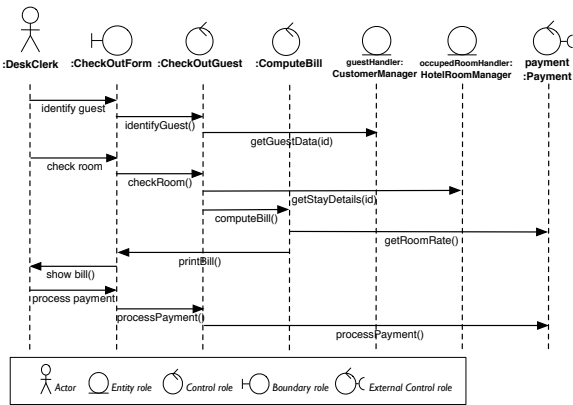 :DeskClerk :CheckOutForm :CheckOutGuest :ComputeBill guestHandler: CustomerManager occupedRoomHandler: HotelRoomManager payment :Payment
identify guest
identifyGuest()
getGuestData(id)
check room
checkRoom()
getStayDetails(id)
computeBill()
getRoomRate()
printBill()
show bill()
process payment
processPayment()
processPayment()
Actor Entity role Control role Boundary role External Control role